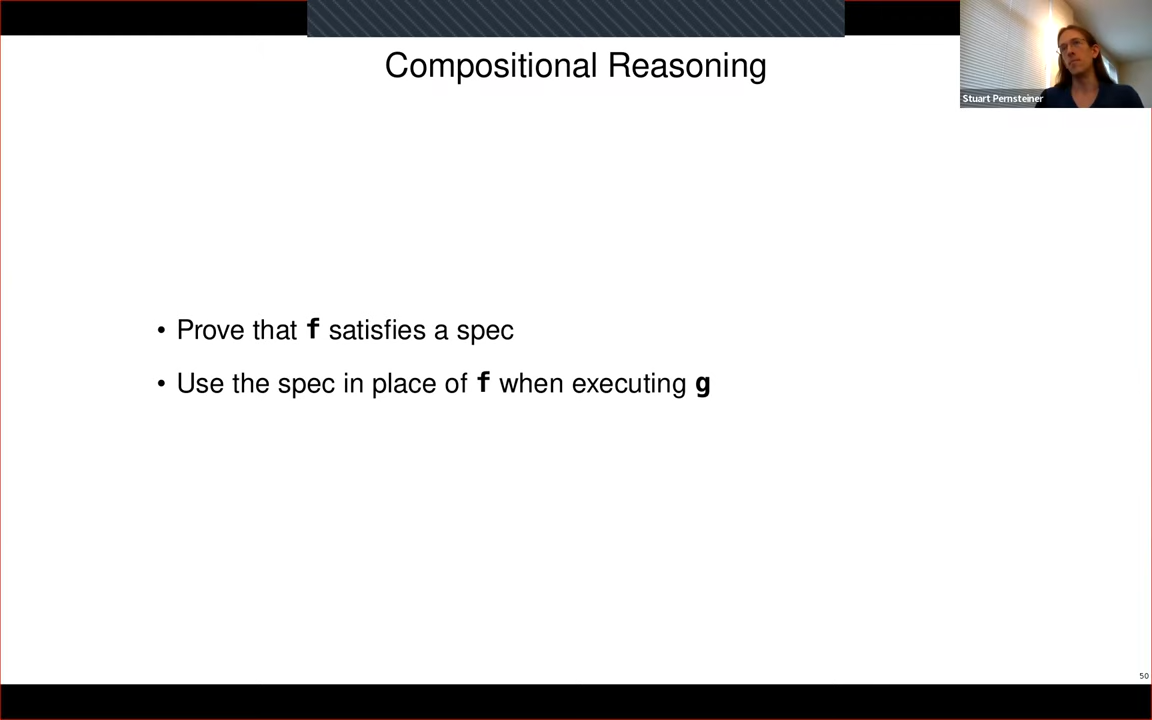 Compositional Reasoning
Stuart Pernsteiner
• Prove that f satisfies a spec
• Use the spec in place of f when executing g
50